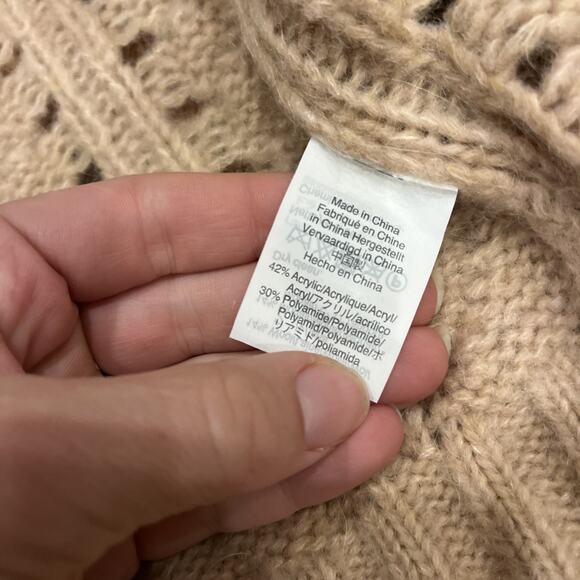 Made in China
Fabriqué en Chine
in China Hergestellt
Vervaardigd in China
中国製
Hecho en China
42% Acrylic/Acrylique/Acryl/
Acryl/アクリル/acrílico
30% Polyamide/Polyamide/
Polyamid/Polyamide/ポ
リアミド/poliamida